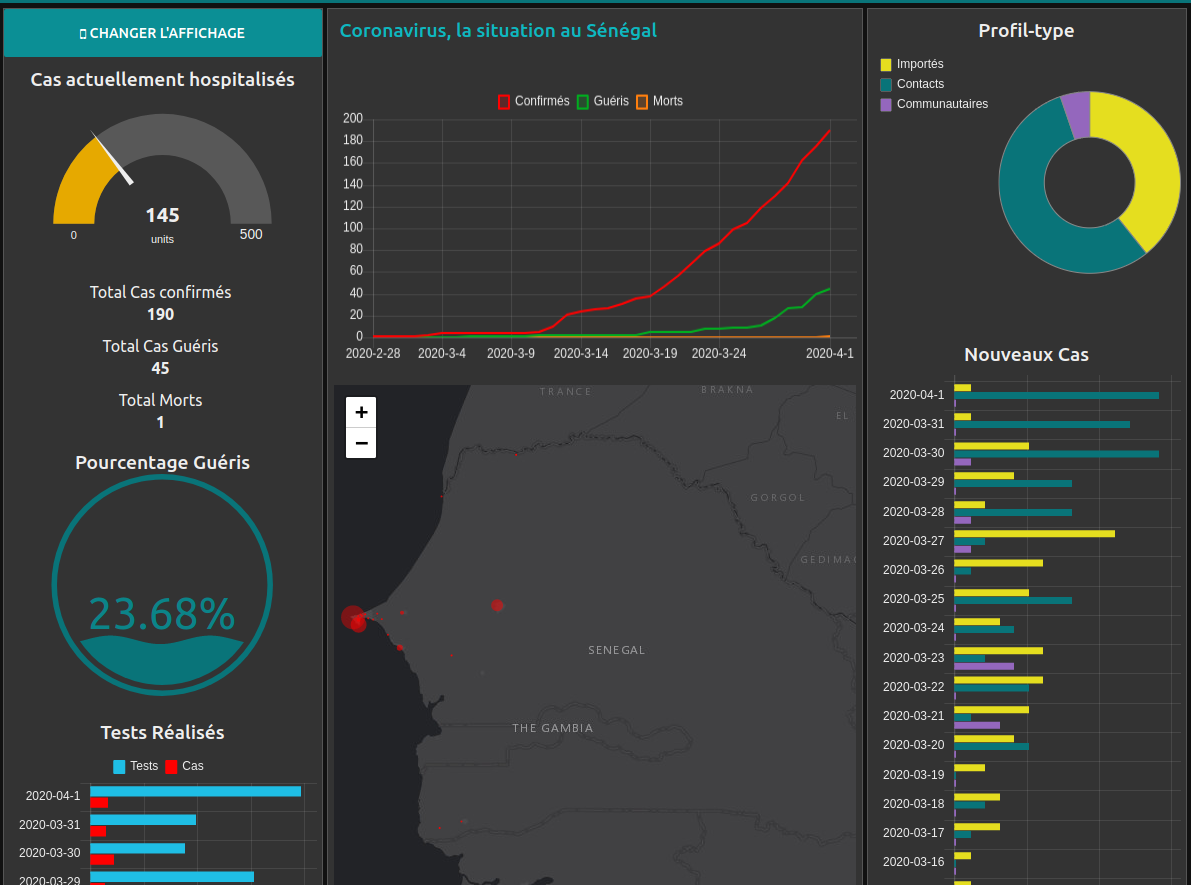 CHANGER L'AFFICHAGE
Cas actuellement hospitalisés
145
0
units
500
Total Cas confirmés
190
Total Cas Guéris
45
Total Morts
1
Pourcentage Guéris
23.68%
Tests Réalisés
Tests Cas
2020-04-1
2020-03-31
2020-03-30
2020-03-29
Coronavirus, la situation au Sénégal
Confirmés Guéris Morts
200
180
160
140
120
100
80
60
40
20
0
2020-2-28 2020-3-4 2020-3-9 2020-3-14 2020-3-19 2020-3-24 2020-4-1
+
−
TRANCE
BRAKNA
EL
GORGOL
GEDIMAG
SENEGAL
THE GAMBIA
Profil-type
Importés
Contacts
Communautaires
Nouveaux Cas
2020-04-1
2020-03-31
2020-03-30
2020-03-29
2020-03-28
2020-03-27
2020-03-26
2020-03-25
2020-03-24
2020-03-23
2020-03-22
2020-03-21
2020-03-20
2020-03-19
2020-03-18
2020-03-17
2020-03-16